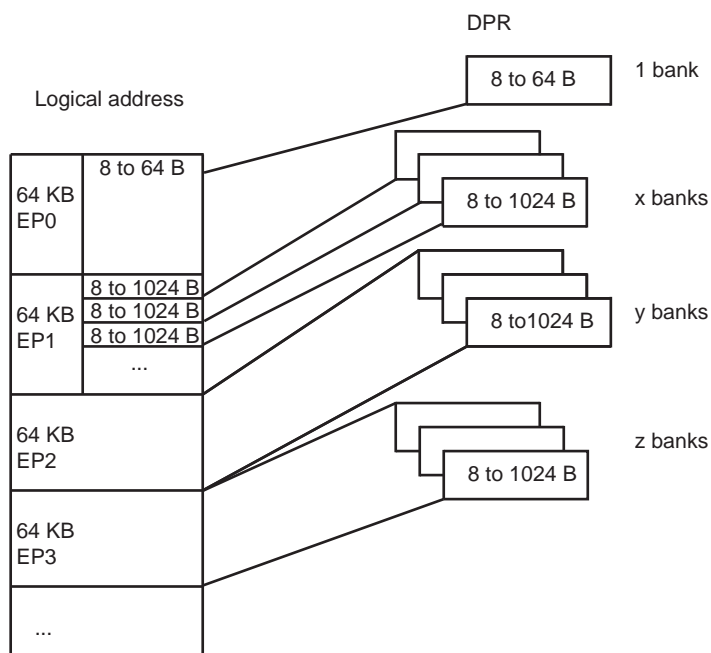 DPR
8 to 64 B
1 bank
Logical address
64 KB
EP0
8 to 64 B
8 to 1024 B
x banks
64 KB
EP1
8 to 1024 B
8 to 1024 B
8 to 1024 B
...
8 to1024 B
y banks
64 KB
EP2
8 to 1024 B
z banks
64 KB
EP3
...